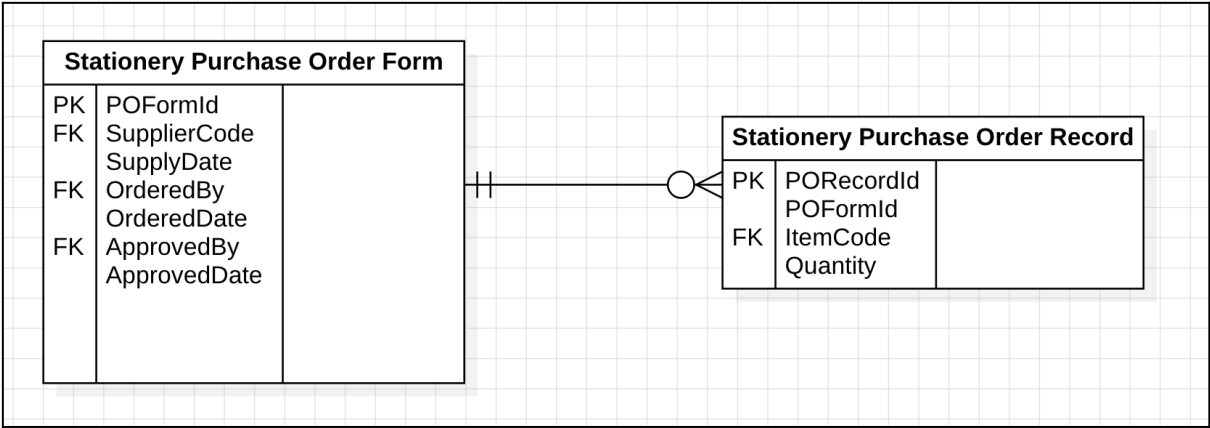 Stationery Purchase Order Form
PK POFormId
FK SupplierCode
SupplyDate
FK OrderedBy
OrderedDate
FK ApprovedBy
ApprovedDate
Stationery Purchase Order Record
PK PORecordId
POFormId
FK ItemCode
Quantity